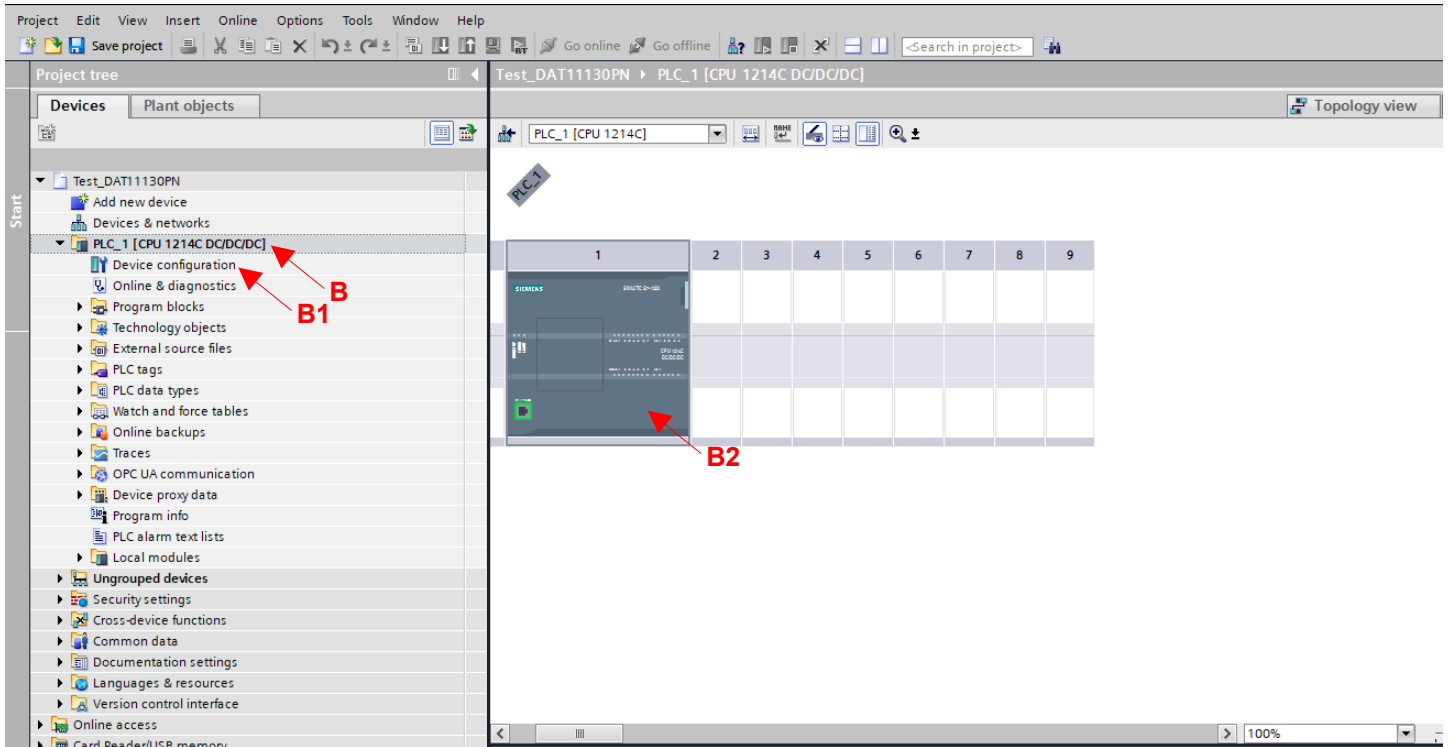 Project Edit View Insert Online Options Tools Window Help
Save project Go online Go offline <Search in project>
Project tree
Test_DAT11130PN PLC_1 [CPU 1214C DC/DC/DC]
Devices Plant objects
Topology view
PLC_1 [CPU 1214C]
Start
Test_DAT11130PN
Add new device
Devices & networks
PLC_1 [CPU 1214C DC/DC/DC]
Device configuration
Online & diagnostics
Program blocks
Technology objects
External source files
PLC tags
PLC data types
Watch and force tables
Online backups
Traces
OPC UA communication
Device proxy data
Program info
PLC alarm text lists
Local modules
Ungrouped devices
Security settings
Cross-device functions
Common data
Documentation settings
Languages & resources
Version control interface
Online access
Card Reader/USB memory
B
B1
PLC_1
1 2 3 4 5 6 7 8 9
SIEMENS
B2
100%